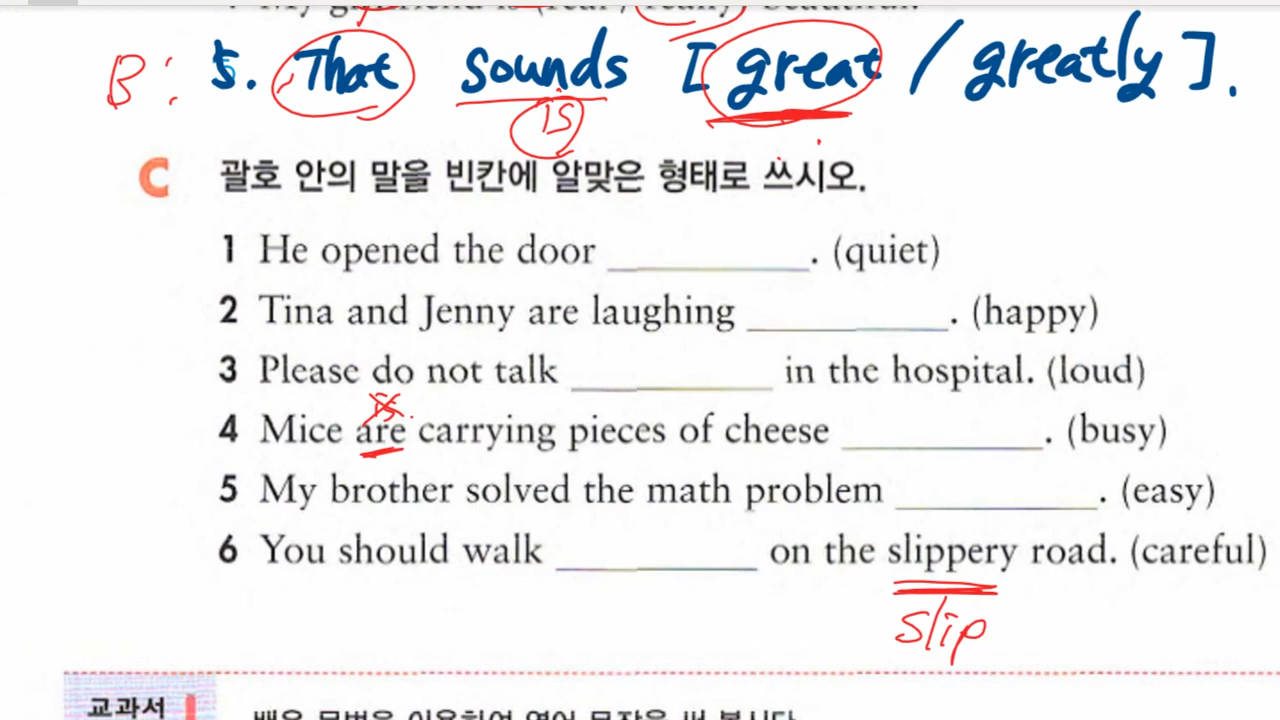 B: 5. That sounds [great / greatly].
is
C 괄호 안의 말을 빈칸에 알맞은 형태로 쓰시오.
1 He opened the door __________. (quiet)
2 Tina and Jenny are laughing __________. (happy)
3 Please do not talk __________ in the hospital. (loud)
is
4 Mice are carrying pieces of cheese __________. (busy)
5 My brother solved the math problem __________. (easy)
6 You should walk __________ on the slippery road. (careful)
slip
교과서